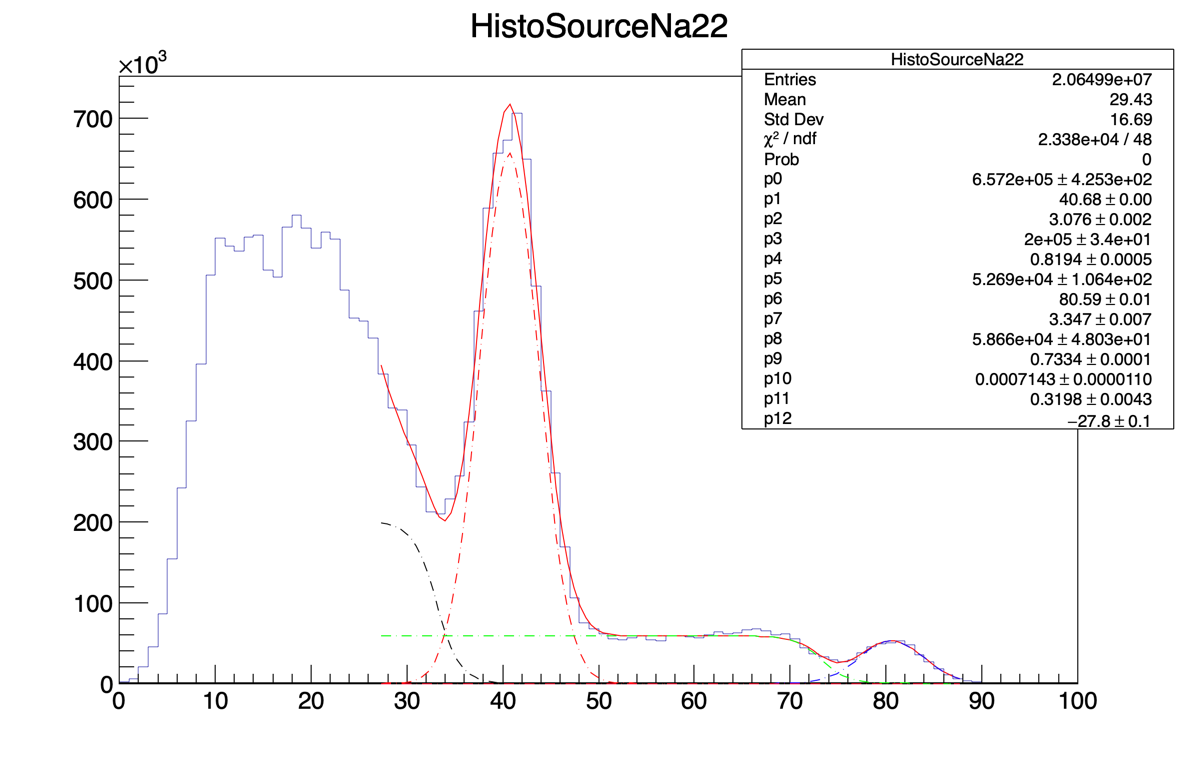 HistoSourceNa22
×10³
700
600
500
400
300
200
100
0
0 10 20 30 40 50 60 70 80 90 100
HistoSourceNa22
Entries 2.06499e+07
Mean 29.43
Std Dev 16.69
χ² / ndf 2.338e+04 / 48
Prob 0
p0 6.572e+05 ± 4.253e+02
p1 40.68 ± 0.00
p2 3.076 ± 0.002
p3 2e+05 ± 3.4e+01
p4 0.8194 ± 0.0005
p5 5.269e+04 ± 1.064e+02
p6 80.59 ± 0.01
p7 3.347 ± 0.007
p8 5.866e+04 ± 4.803e+01
p9 0.7334 ± 0.0001
p10 0.0007143 ± 0.0000110
p11 0.3198 ± 0.0043
p12 −27.8 ± 0.1